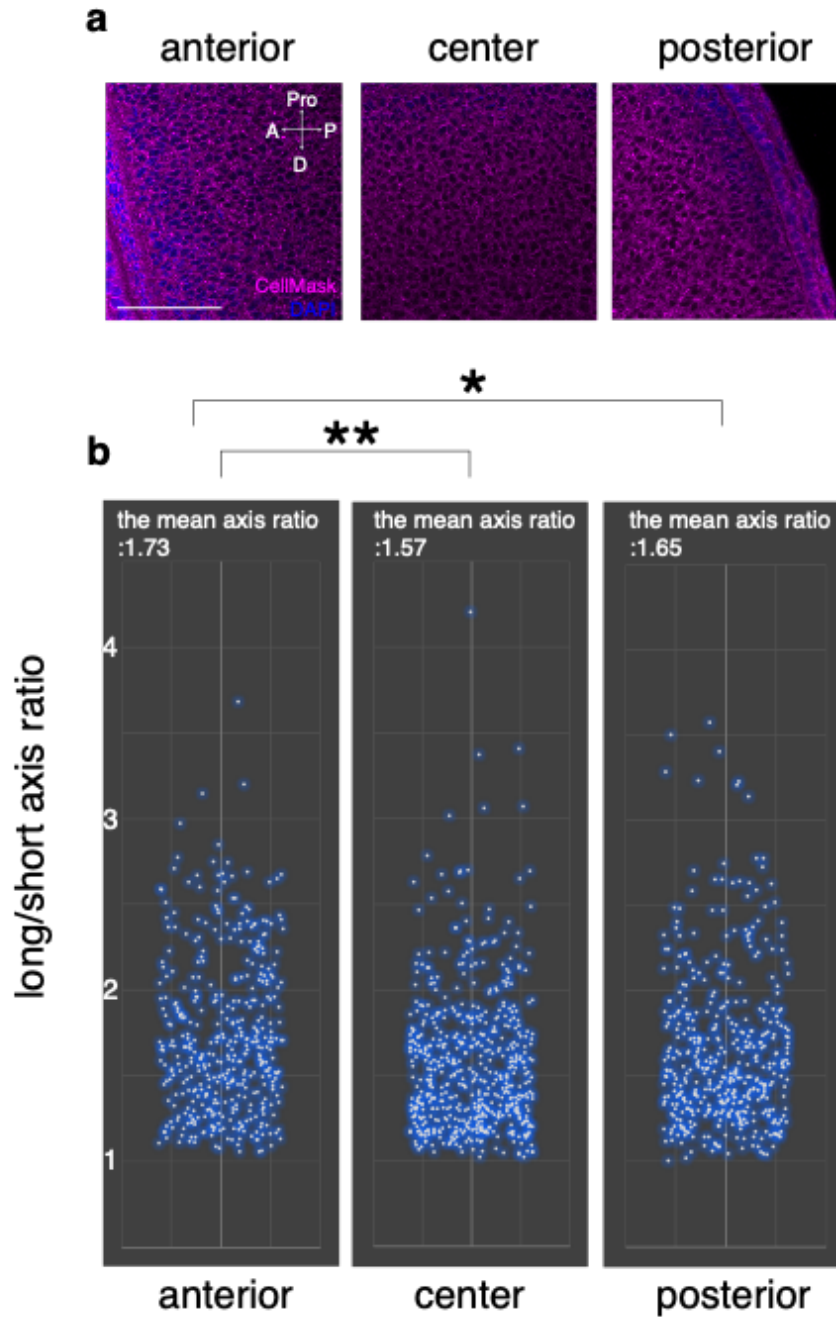 a
anterior center posterior
Pro
A P
D
CellMask
DAPI
*
**
b
the mean axis ratio
:1.73
the mean axis ratio
:1.57
the mean axis ratio
:1.65
long/short axis ratio
4
3
2
1
anterior center posterior